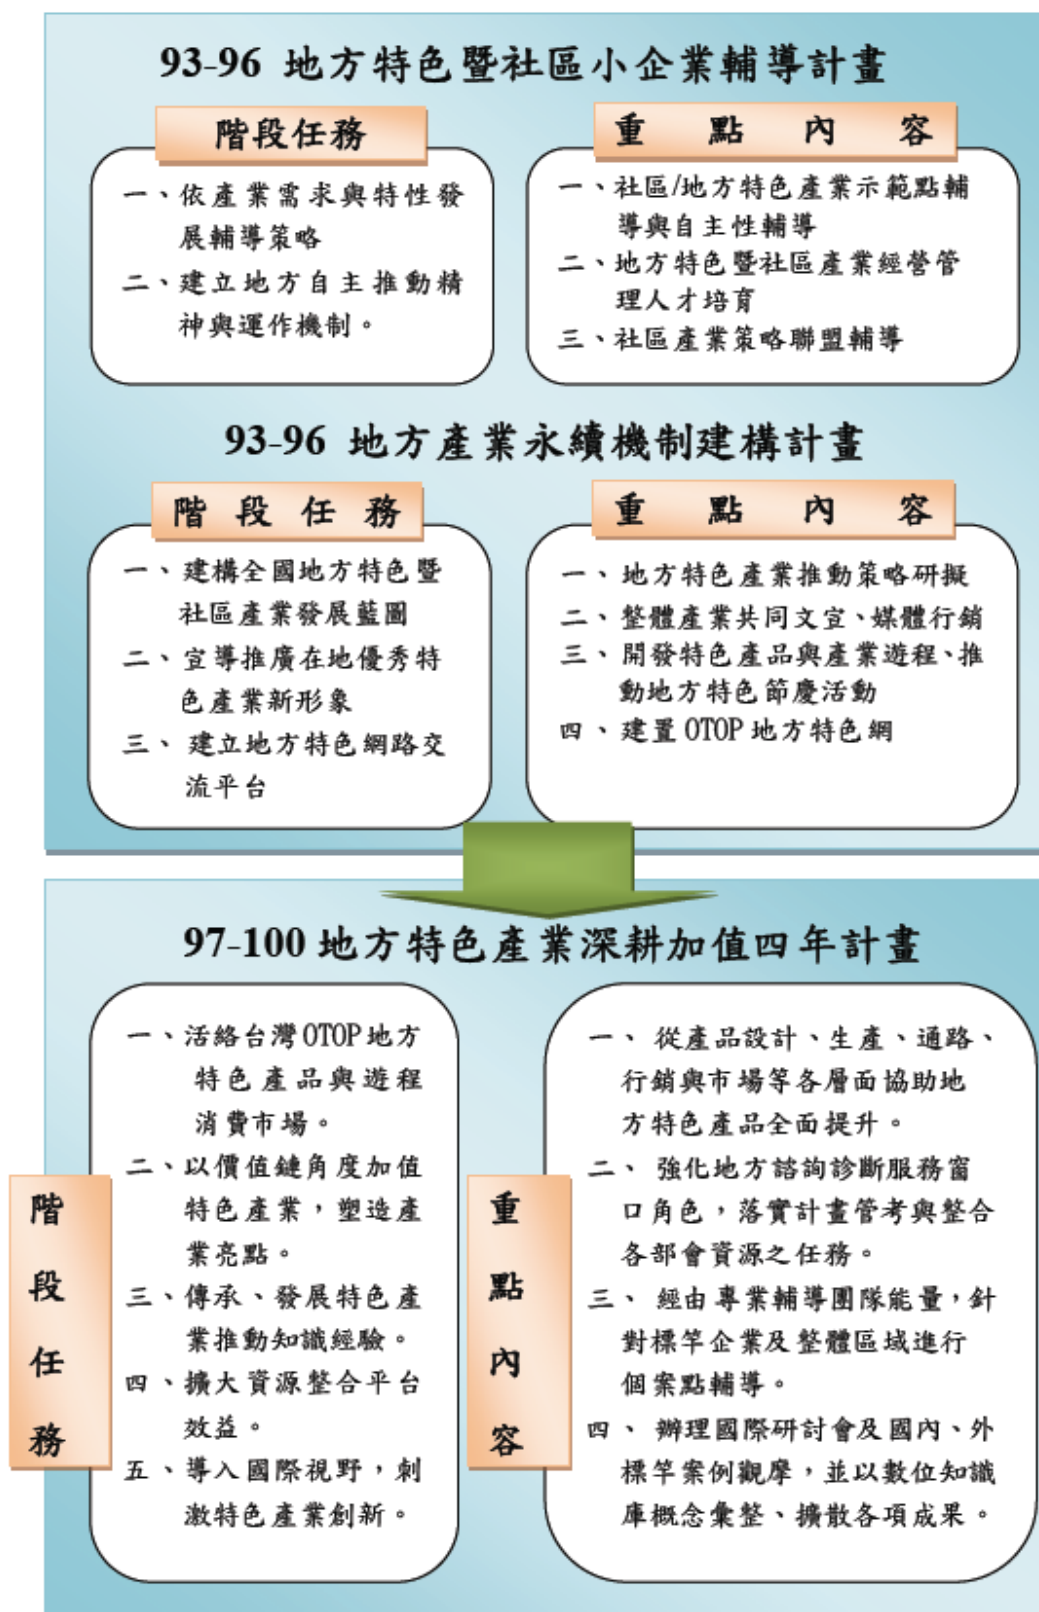 93-96 地方特色暨社區小企業輔導計畫
階段任務
一、依產業需求與特性發
展輔導策略
二、建立地方自主推動精
神與運作機制。
重點內容
一、社區/地方特色產業示範點輔
導與自主性輔導
二、地方特色暨社區產業經營管
理人才培育
三、社區產業策略聯盟輔導
93-96 地方產業永續機制建構計畫
階段任務
一、建構全國地方特色暨
社區產業發展藍圖
二、宣導推廣在地優秀特
色產業新形象
三、建立地方特色網路交
流平台
重點內容
一、地方特色產業推動策略研擬
二、整體產業共同文宣、媒體行銷
三、開發特色產品與產業遊程、推
動地方特色節慶活動
四、建置 OTOP 地方特色網
97-100 地方特色產業深耕加值四年計畫
階段任務
一、活絡台灣 OTOP 地方
特色產品與遊程
消費市場。
二、以價值鏈角度加值
特色產業,塑造產
業亮點。
三、傳承、發展特色產
業推動知識經驗。
四、擴大資源整合平台
效益。
五、導入國際視野,刺
激特色產業創新。
重點內容
一、從產品設計、生產、通路、
行銷與市場等各層面協助地
方特色產品全面提升。
二、強化地方諮詢診斷服務窗
口角色,落實計畫管考與整合
各部會資源之任務。
三、經由專業輔導團隊能量,針
對標竿企業及整體區域進行
個案點輔導。
四、辦理國際研討會及國內、外
標竿案例觀摩,並以數位知識
庫概念彙整、擴散各項成果。